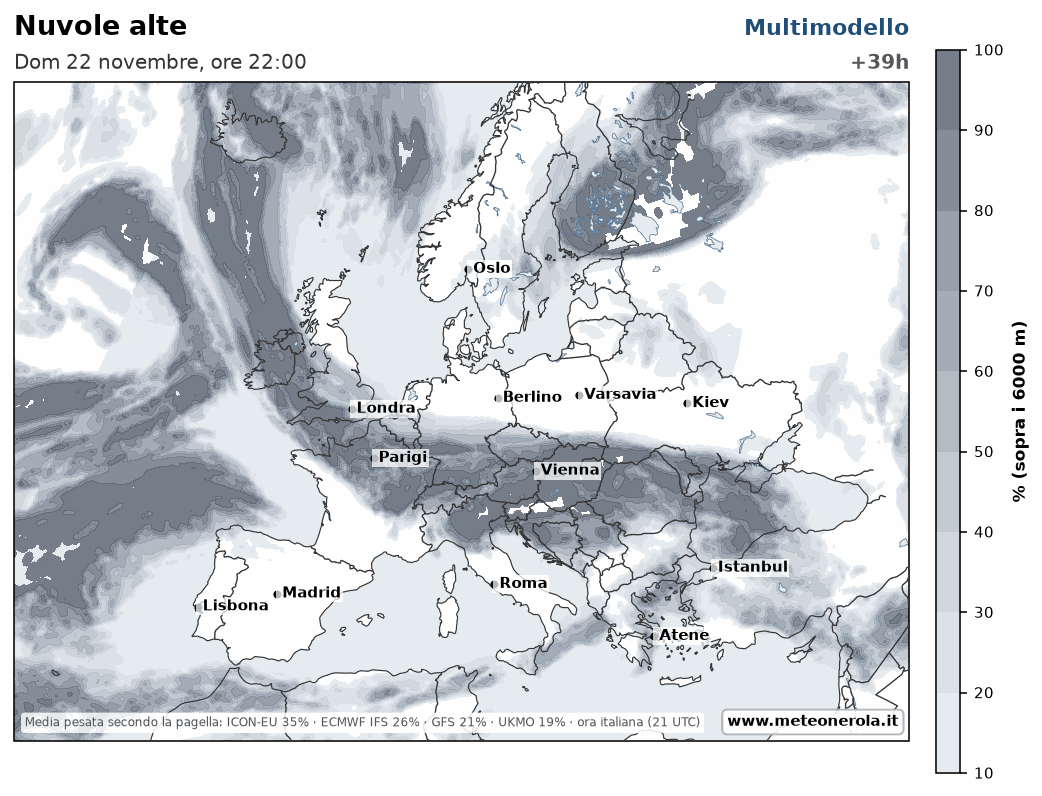 Nuvole alte
Multimodello
Dom 22 novembre, ore 22:00
+39h
Oslo
Londra
Berlino
Varsavia
Kiev
Parigi
Vienna
Istanbul
Roma
Madrid
Lisbona
Atene
Media pesata secondo la pagella: ICON-EU 35% · ECMWF IFS 26% · GFS 21% · UKMO 19% · ora italiana (21 UTC)
www.meteonerola.it
100
90
80
70
60
50
40
30
20
10
% (sopra i 6000 m)